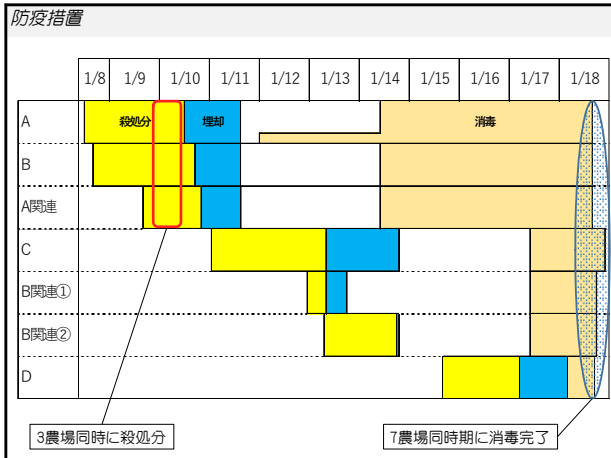 防疫措置
1/8 1/9 1/10 1/11 1/12 1/13 1/14 1/15 1/16 1/17 1/18
A 殺処分 埋却 消毒
B
A関連
C
B関連①
B関連②
D
3農場同時に殺処分 7農場同時期に消毒完了